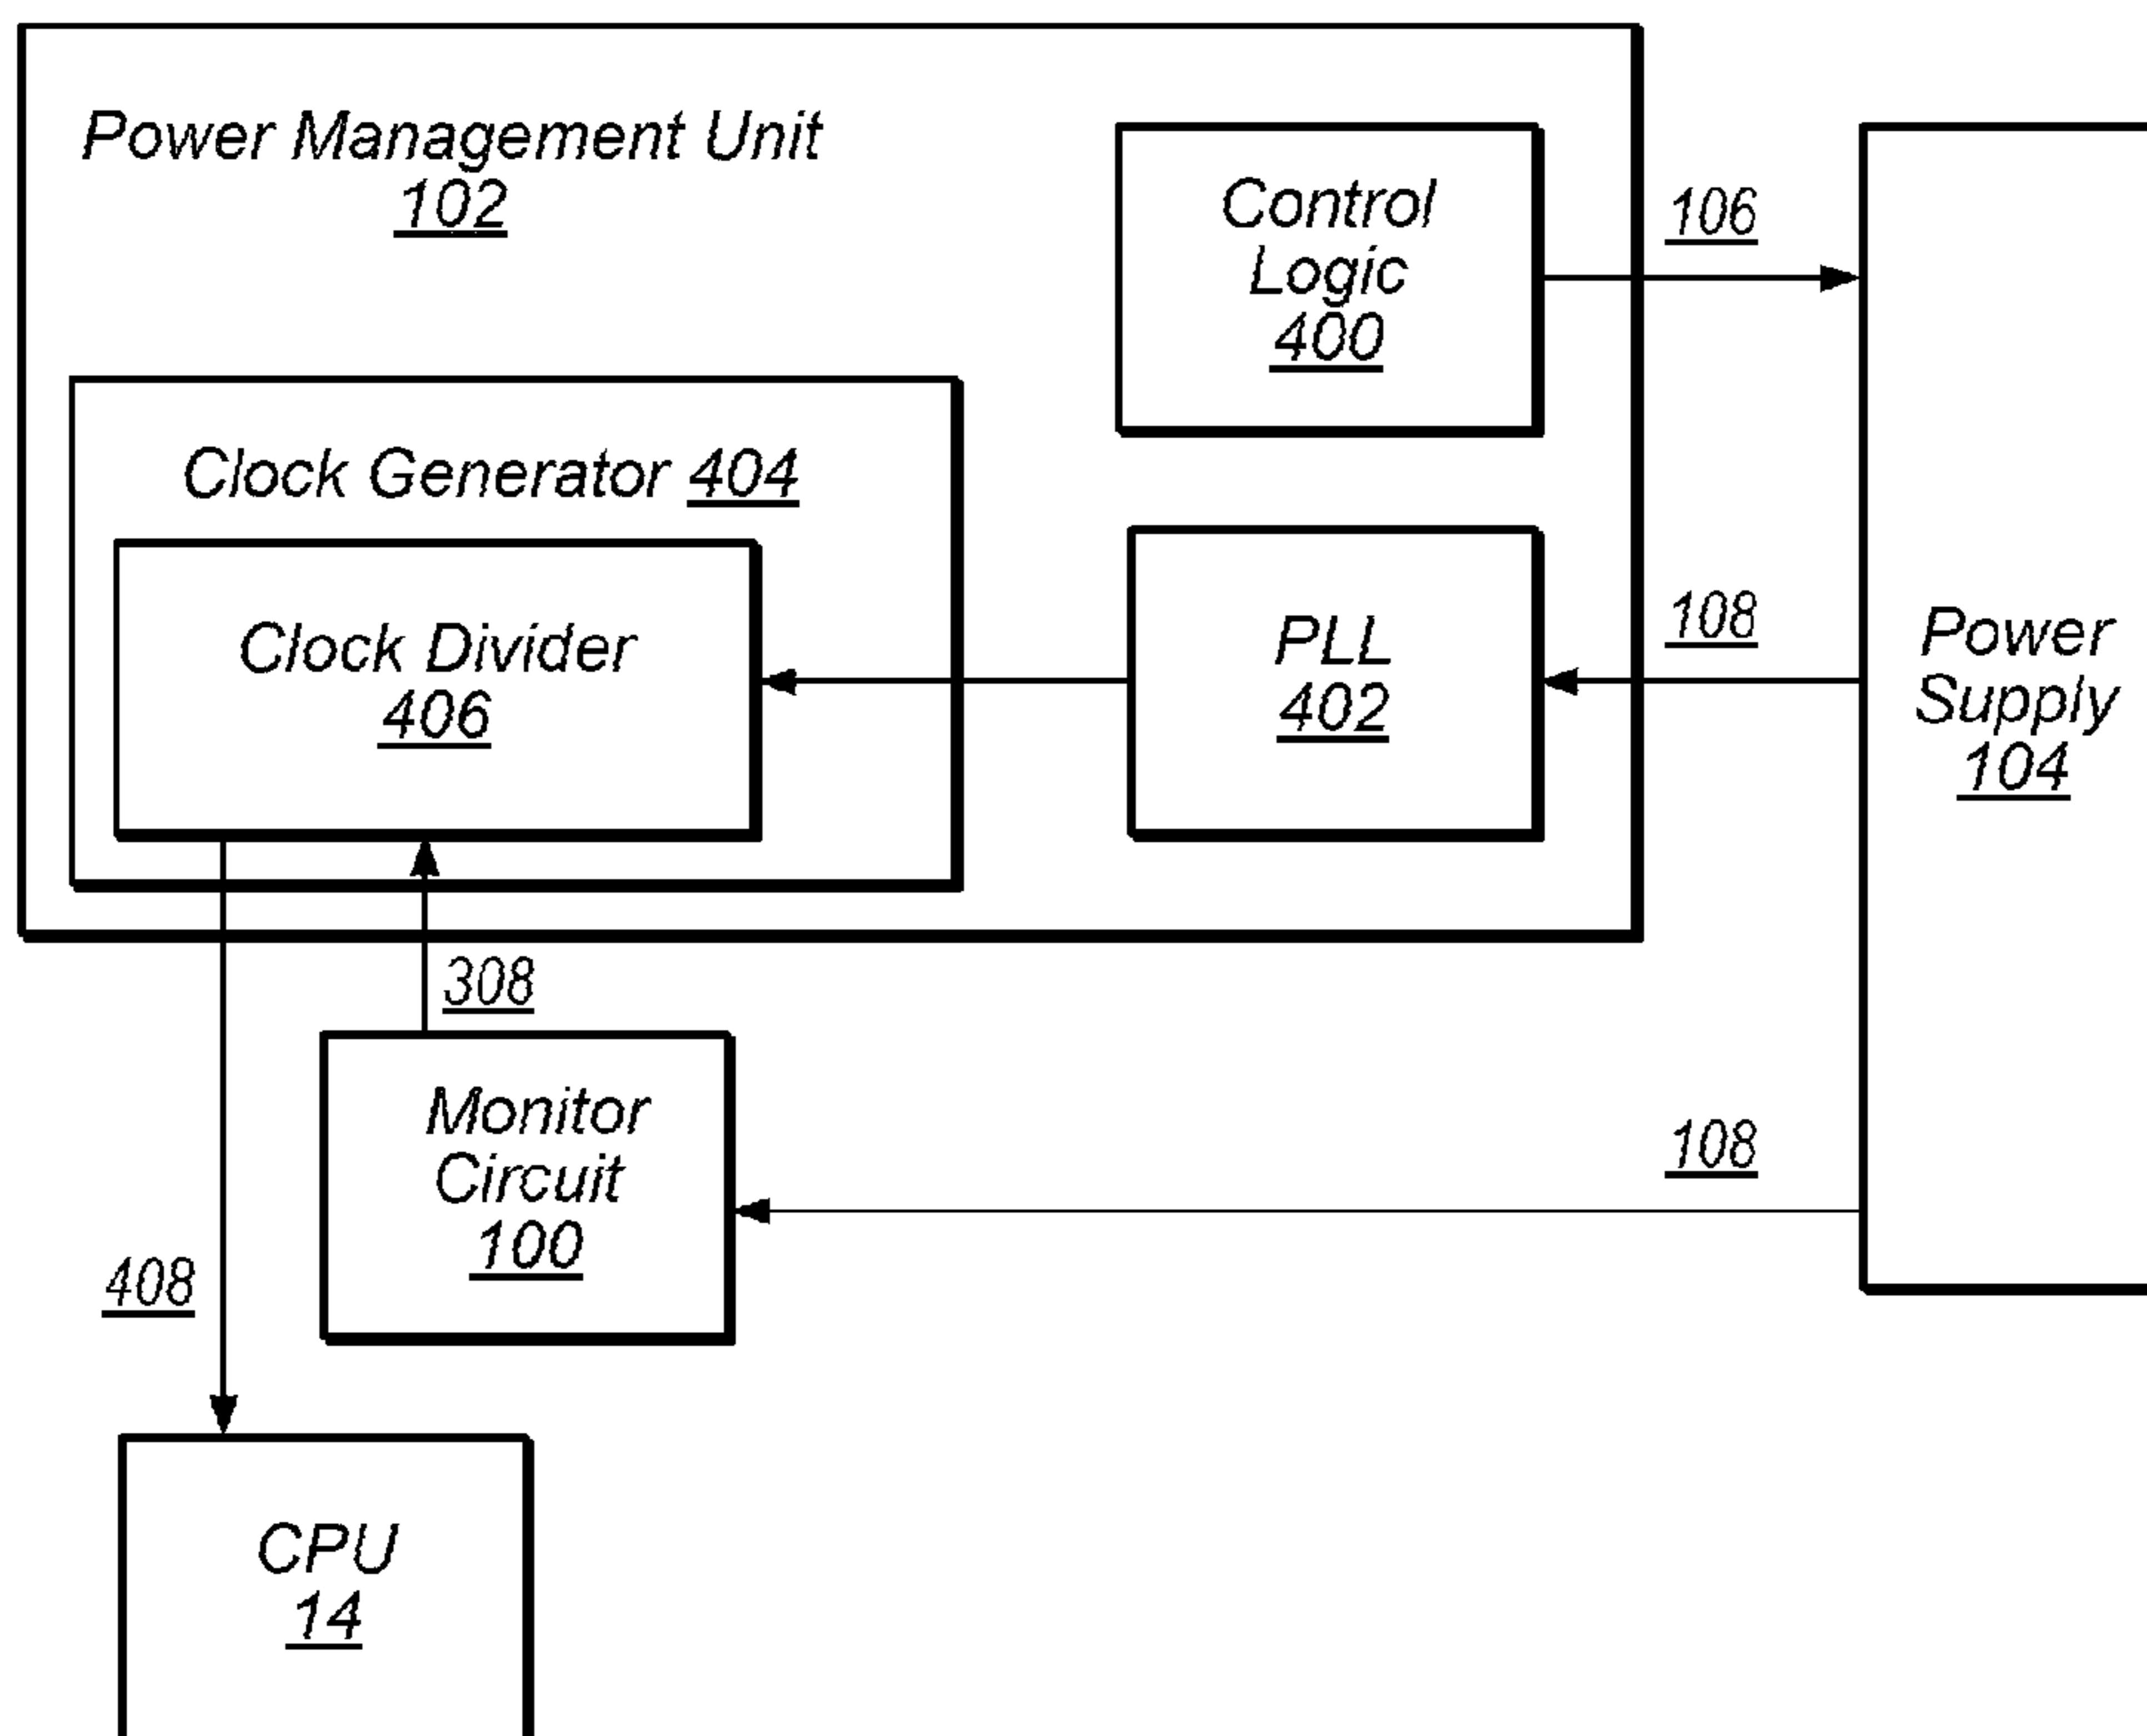 Power Management Unit
102
Control
Logic
400
106
Clock Generator 404
Clock Divider
406
PLL
402
108
Power
Supply
104
308
Monitor
Circuit
100
108
408
CPU
14